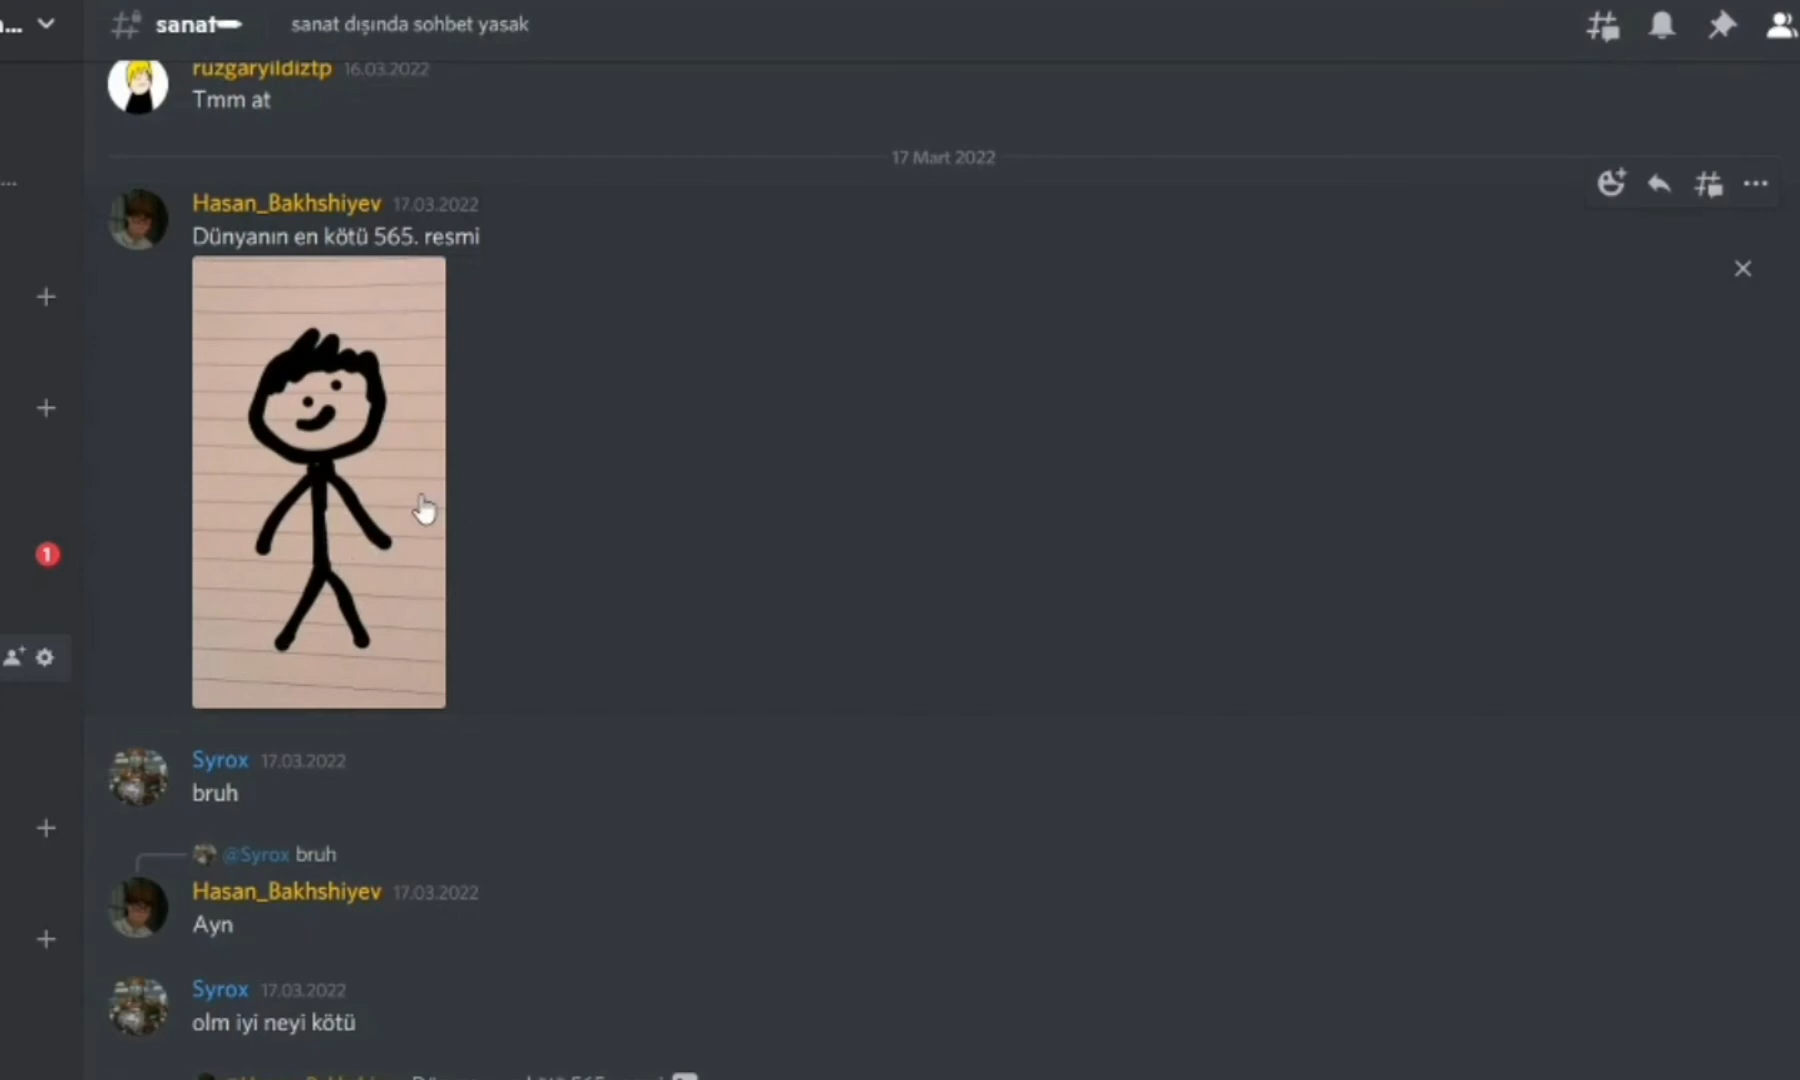 sanat
sanat dışında sohbet yasak
ruzgaryildiztp 16.03.2022
Tmm at
17 Mart 2022
Hasan_Bakhshiyev 17.03.2022
Dünyanın en kötü 565. resmi
1
Syrox 17.03.2022
bruh
@Syrox bruh
Hasan_Bakhshiyev 17.03.2022
Ayn
Syrox 17.03.2022
olm iyi neyi kötü